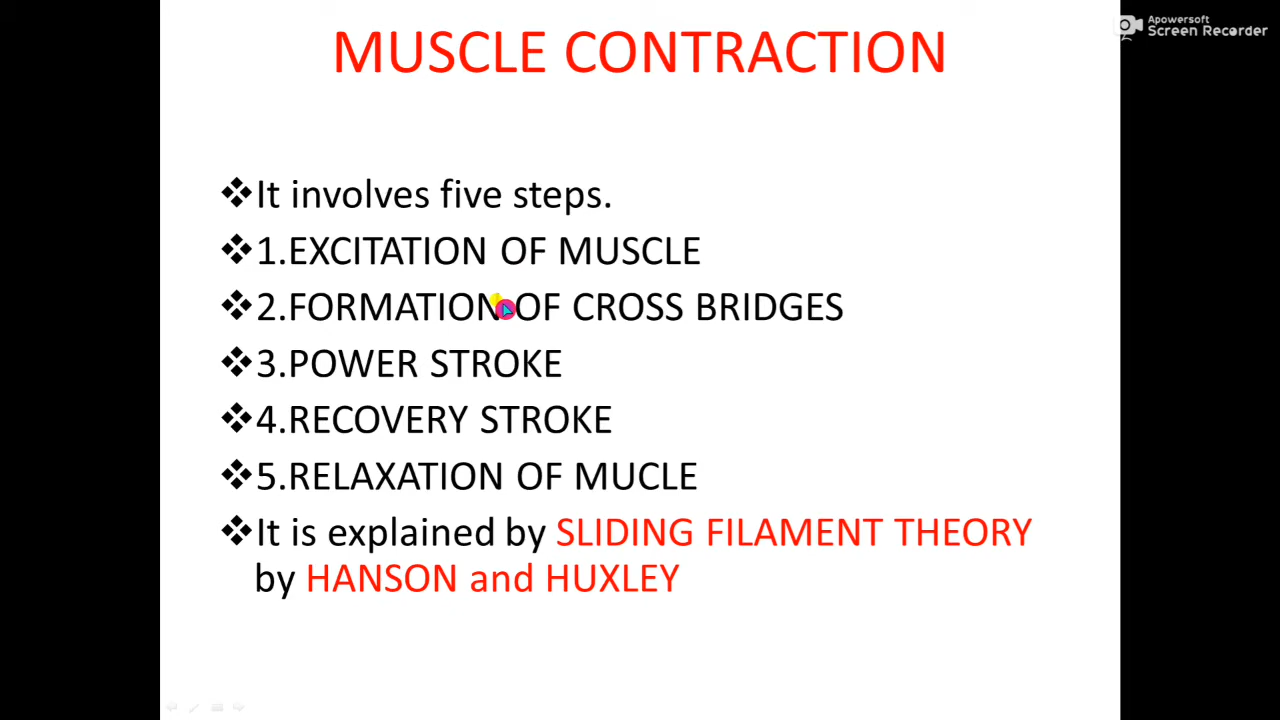 MUSCLE CONTRACTION
Apowersoft
Screen Recorder
❖It involves five steps.
❖1.EXCITATION OF MUSCLE
❖2.FORMATION OF CROSS BRIDGES
❖3.POWER STROKE
❖4.RECOVERY STROKE
❖5.RELAXATION OF MUCLE
❖It is explained by SLIDING FILAMENT THEORY
by HANSON and HUXLEY